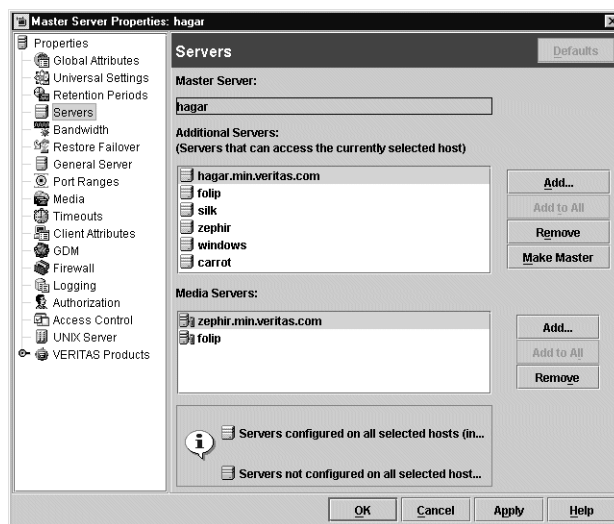 Master Server Properties: hagar
Properties
Global Attributes
Universal Settings
Retention Periods
Servers
Bandwidth
Restore Failover
General Server
Port Ranges
Media
Timeouts
Client Attributes
GDM
Firewall
Logging
Authorization
Access Control
UNIX Server
VERITAS Products
Servers
Defaults
Master Server:
hagar
Additional Servers:
(Servers that can access the currently selected host)
hagar.min.veritas.com
folip
silk
zephir
windows
carrot
Add...
Add to All
Remove
Make Master
Media Servers:
zephir.min.veritas.com
folip
Add...
Add to All
Remove
Servers configured on all selected hosts (in...
Servers not configured on all selected host...
OK
Cancel
Apply
Help